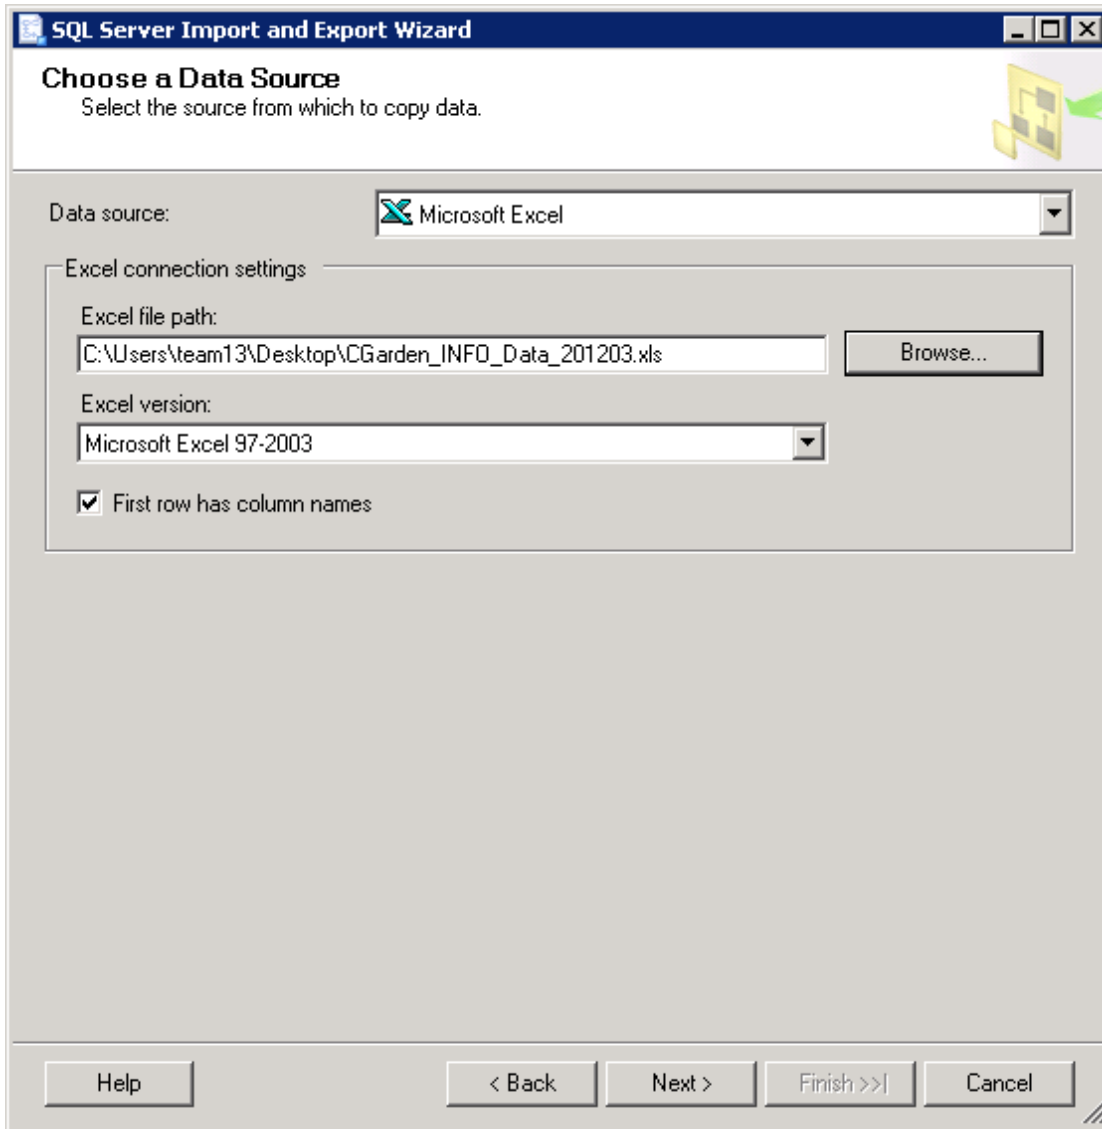 SQL Server Import and Export Wizard
Choose a Data Source
Select the source from which to copy data.
Data source:
Microsoft Excel
Excel connection settings
Excel file path:
C:\Users\team13\Desktop\CGarden_INFO_Data_201203.xls
Browse...
Excel version:
Microsoft Excel 97-2003
First row has column names
Help
< Back
Next >
Finish >>|
Cancel